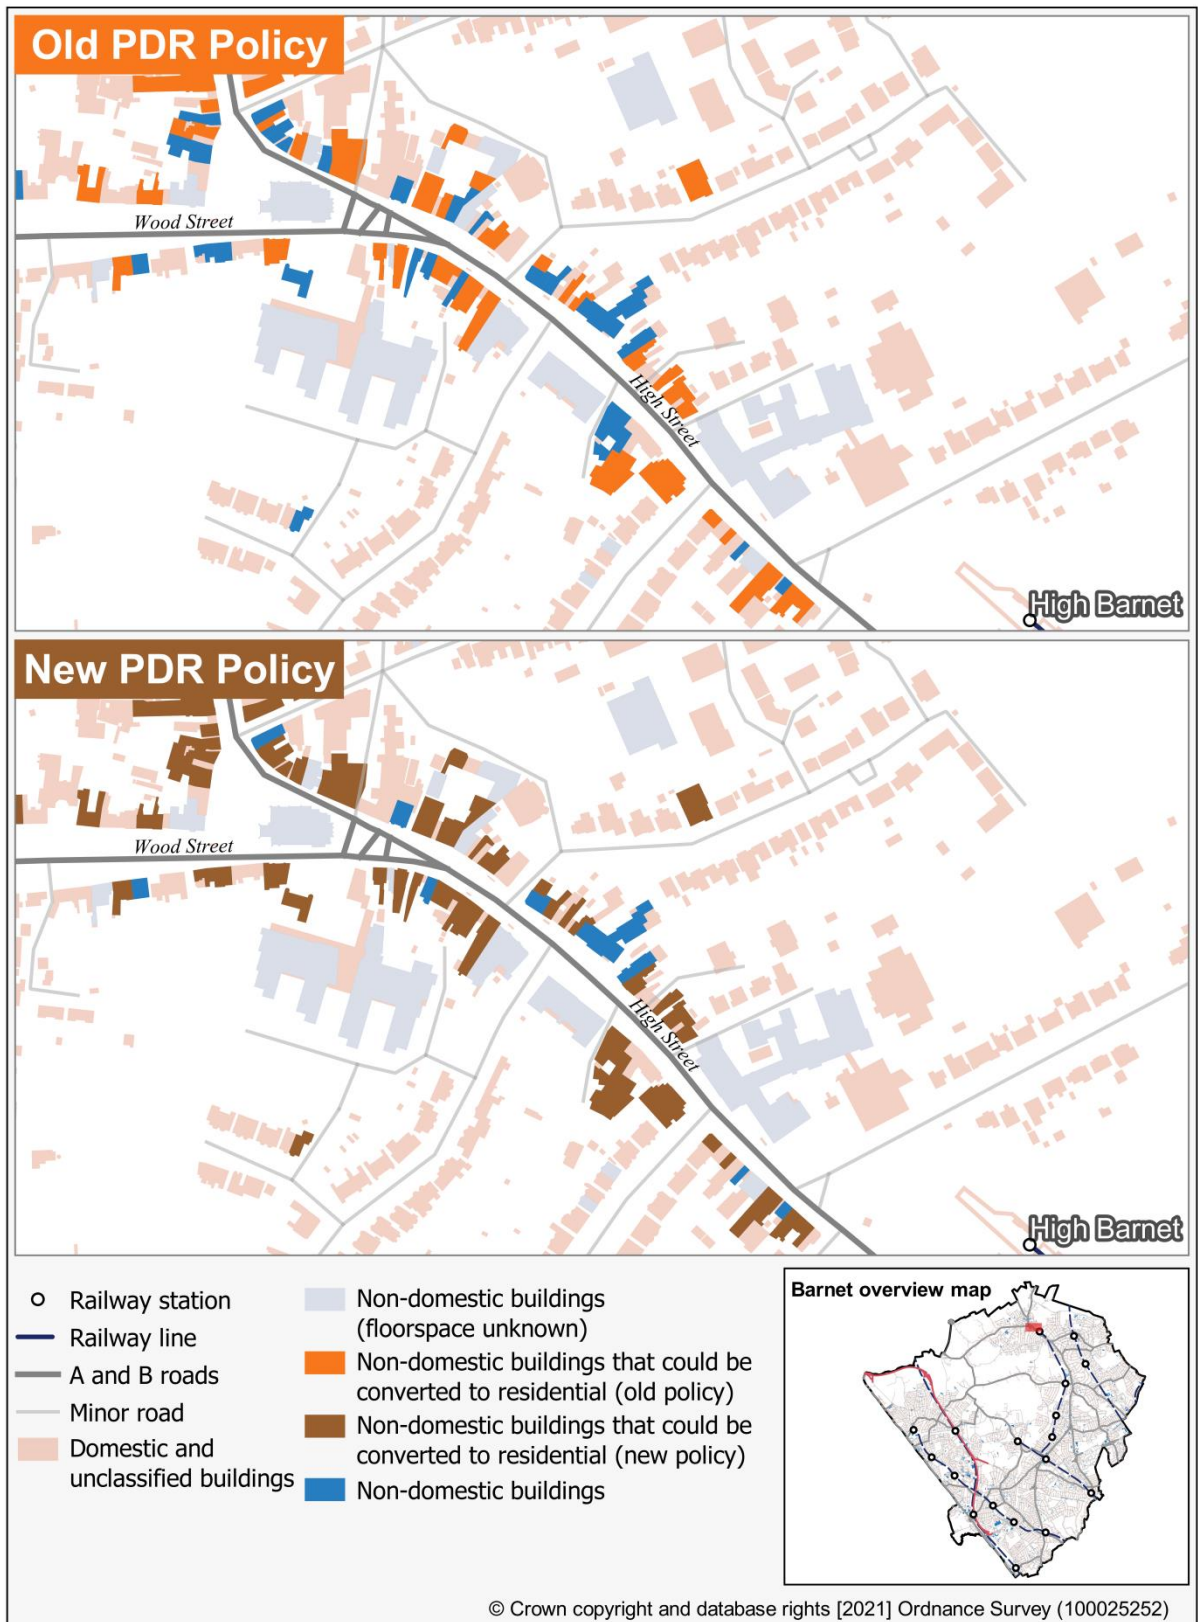 Old PDR Policy
Wood Street
High Street
High Barnet
New PDR Policy
Wood Street
High Street
High Barnet
Railway station
Railway line
A and B roads
Minor road
Domestic and
unclassified buildings
Non-domestic buildings
(floorspace unknown)
Non-domestic buildings that could be
converted to residential (old policy)
Non-domestic buildings that could be
converted to residential (new policy)
Non-domestic buildings
Barnet overview map
© Crown copyright and database rights [2021] Ordnance Survey (100025252)